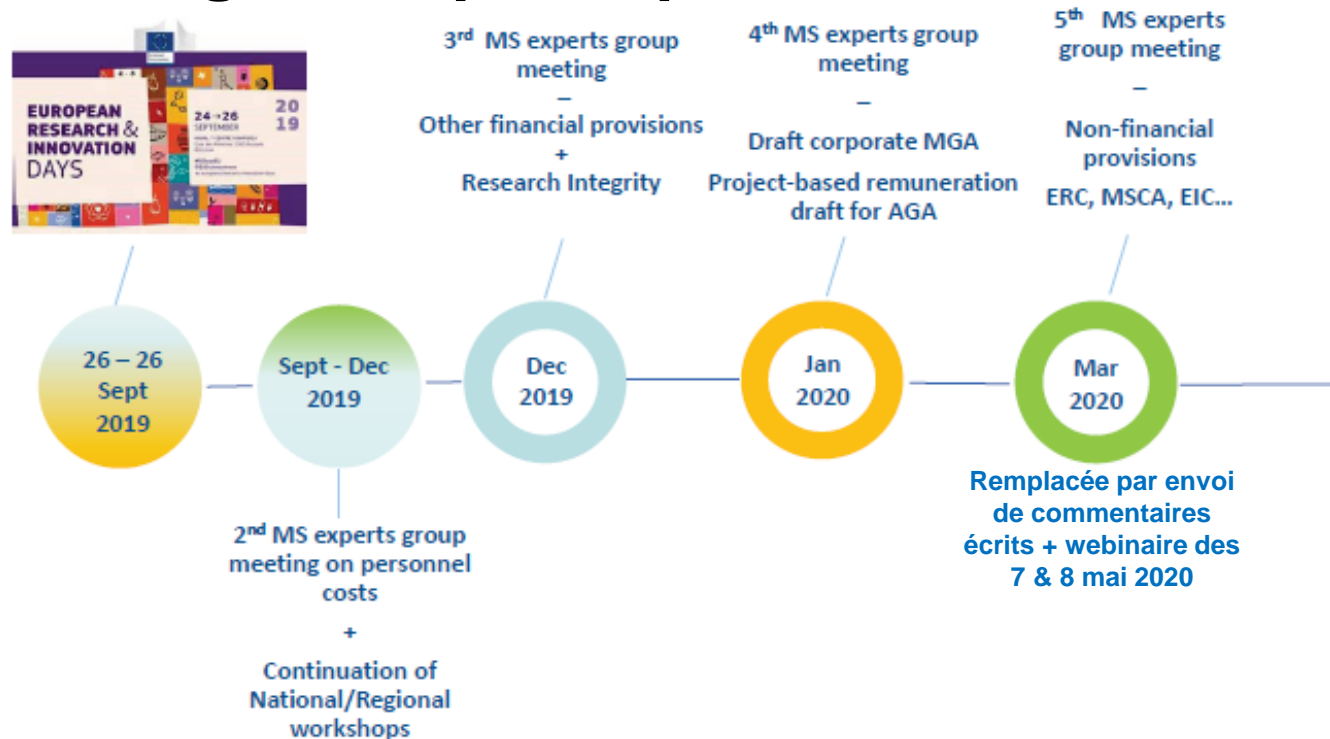 EUROPEAN
RESEARCH &
INNOVATION
DAYS
24→26
SEPTEMBER
20
19
3rd MS experts group
meeting
–
Other financial provisions
+
Research Integrity
4th MS experts group
meeting
–
Draft corporate MGA
Project-based remuneration
draft for AGA
5th MS experts
group meeting
–
Non-financial
provisions
ERC, MSCA, EIC...
26 – 26
Sept
2019
Sept - Dec
2019
Dec
2019
Jan
2020
Mar
2020
Remplacée par envoi
de commentaires
écrits + webinaire des
7 & 8 mai 2020
2nd MS experts group
meeting on personnel
costs
+
Continuation of
National/Regional
workshops